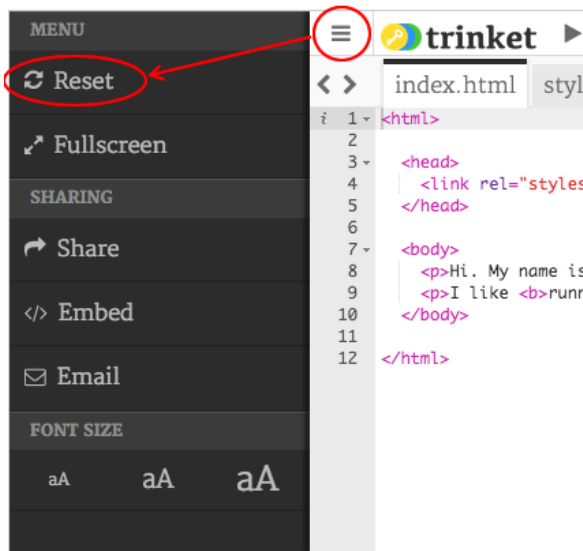 MENU
Reset
Fullscreen
SHARING
Share
</> Embed
Email
FONT SIZE
aA aA aA
trinket
< > index.html styl
i 1 <html>
2
3 <head>
4 <link rel="styles
5 </head>
6
7 <body>
8 <p>Hi. My name is
9 <p>I like <b>runn
10 </body>
11
12 </html>